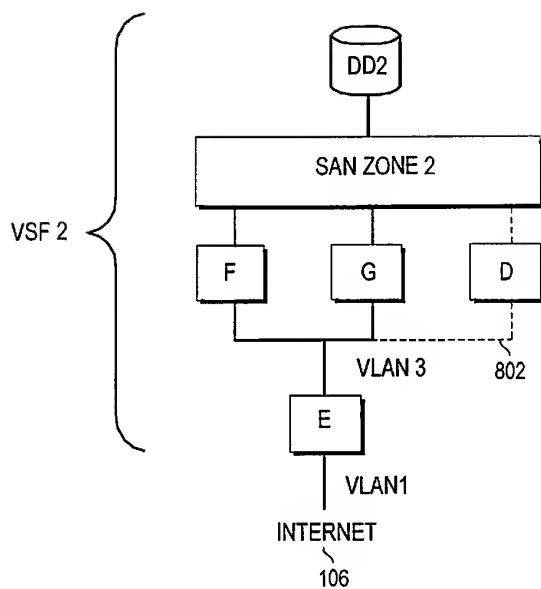 DD2
SAN ZONE 2
VSF 2
F
G
D
VLAN 3
802
E
VLAN1
INTERNET
106